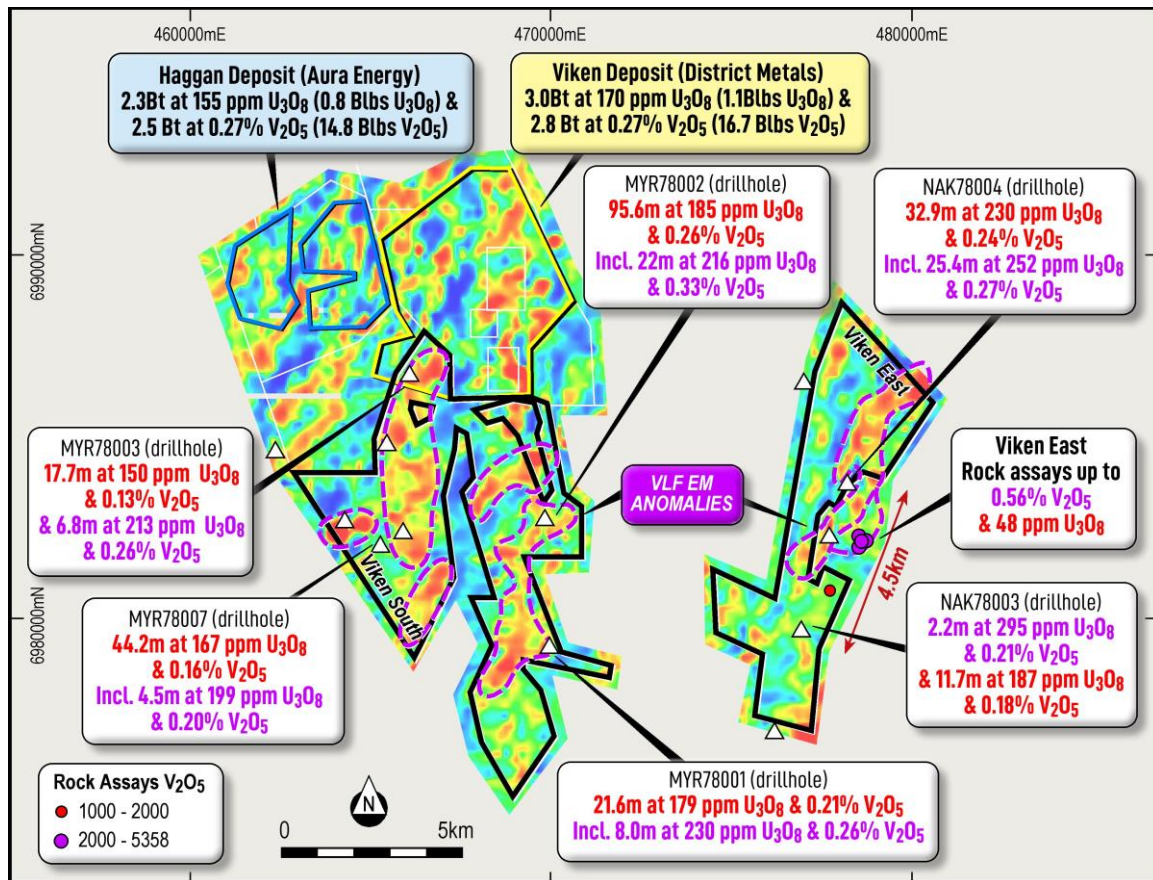 460000mE
470000mE
480000mE
6990000mN
6980000mN
Haggan Deposit (Aura Energy)
2.3Bt at 155 ppm U₃O₈ (0.8 Blbs U₃O₈) &
2.5 Bt at 0.27% V₂O₅ (14.8 Blbs V₂O₅)
Viken Deposit (District Metals)
3.0Bt at 170 ppm U₃O₈ (1.1Blbs U₃O₈) &
2.8 Bt at 0.27% V₂O₅ (16.7 Blbs V₂O₅)
MYR78002 (drillhole)
95.6m at 185 ppm U₃O₈
& 0.26% V₂O₅
Incl. 22m at 216 ppm U₃O₈
& 0.33% V₂O₅
NAK78004 (drillhole)
32.9m at 230 ppm U₃O₈
& 0.24% V₂O₅
Incl. 25.4m at 252 ppm U₃O₈
& 0.27% V₂O₅
Viken East
MYR78003 (drillhole)
17.7m at 150 ppm U₃O₈
& 0.13% V₂O₅
& 6.8m at 213 ppm U₃O₈
& 0.26% V₂O₅
VLF EM
ANOMALIES
Viken East
Rock assays up to
0.56% V₂O₅
& 48 ppm U₃O₈
4.5km
Viken South
MYR78007 (drillhole)
44.2m at 167 ppm U₃O₈
& 0.16% V₂O₅
Incl. 4.5m at 199 ppm U₃O₈
& 0.20% V₂O₅
NAK78003 (drillhole)
2.2m at 295 ppm U₃O₈
& 0.21% V₂O₅
& 11.7m at 187 ppm U₃O₈
& 0.18% V₂O₅
MYR78001 (drillhole)
21.6m at 179 ppm U₃O₈ & 0.21% V₂O₅
Incl. 8.0m at 230 ppm U₃O₈ & 0.26% V₂O₅
Rock Assays V₂O₅
1000 - 2000
2000 - 5358
N
0 5km